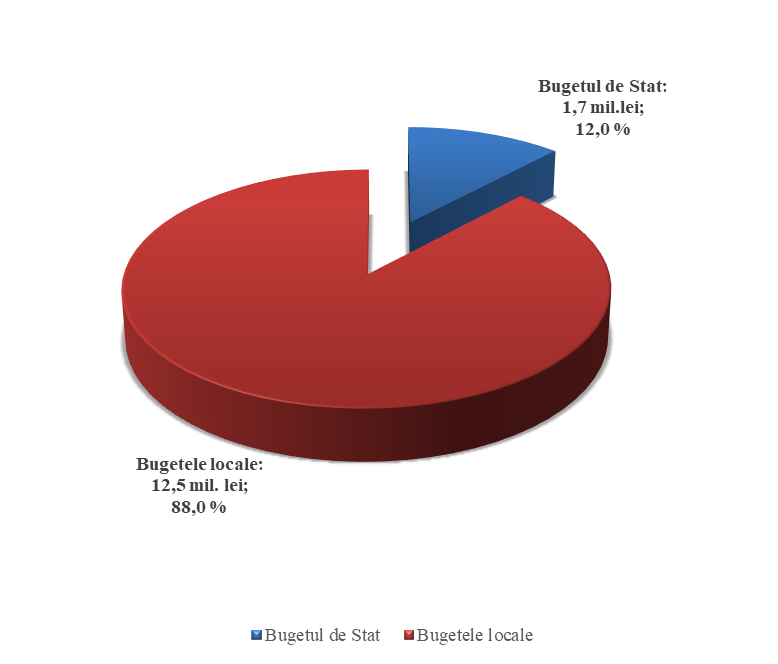 Bugetul de Stat:
1,7 mil.lei;
12,0 %
Bugetele locale:
12,5 mil. lei;
88,0 %
Bugetul de Stat
Bugetele locale